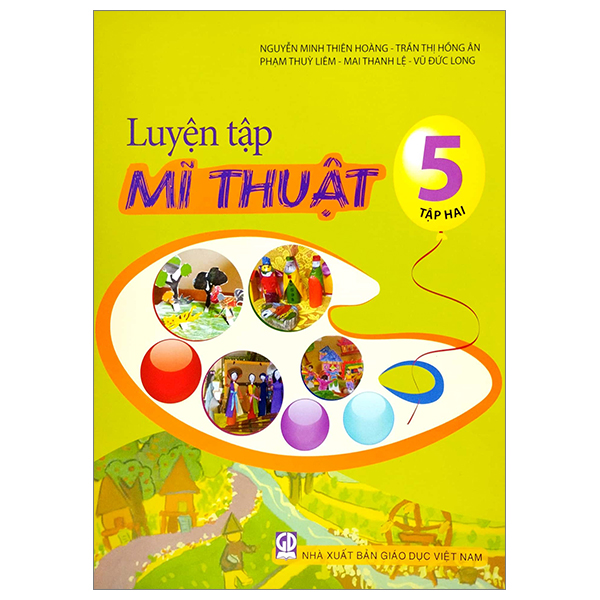 NGUYỄN MINH THIÊN HOÀNG - TRẦN THỊ HỒNG ÂN
PHẠM THUỲ LIÊM - MAI THANH LỆ - VŨ ĐỨC LONG
Luyện tập
MĨ THUẬT
5
TẬP HAI
GD
NHÀ XUẤT BẢN GIÁO DỤC VIỆT NAM